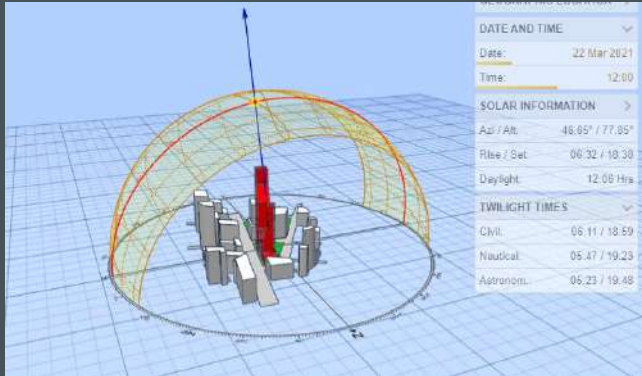 DATE AND TIME
Date: 22 Mar 2021
Time: 12:00
SOLAR INFORMATION
Azi / Alt: 46.65° / 77.85°
Rise / Set: 06:32 / 18:38
Daylight: 12:06 Hrs
TWILIGHT TIMES
Civil: 06:11 / 18:59
Nautical: 05:47 / 19:23
Astronom.: 05:23 / 19:48
N